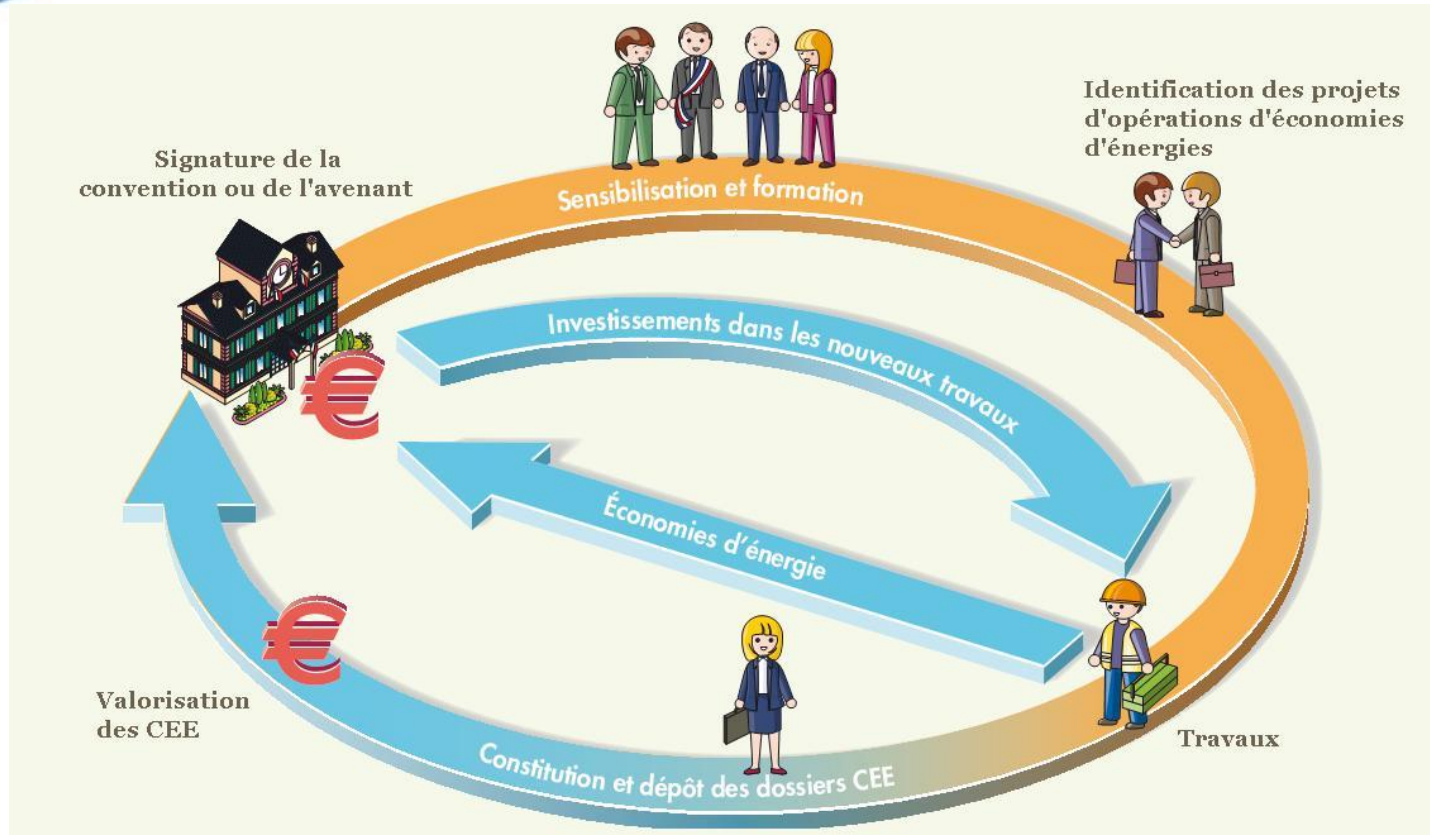 Signature de la
convention ou de l'avenant
Sensibilisation et formation
Identification des projets
d'opérations d'économies
d'énergies
Investissements dans les nouveaux travaux
Économies d'énergie
Travaux
Constitution et dépôt des dossiers CEE
Valorisation
des CEE
€
€